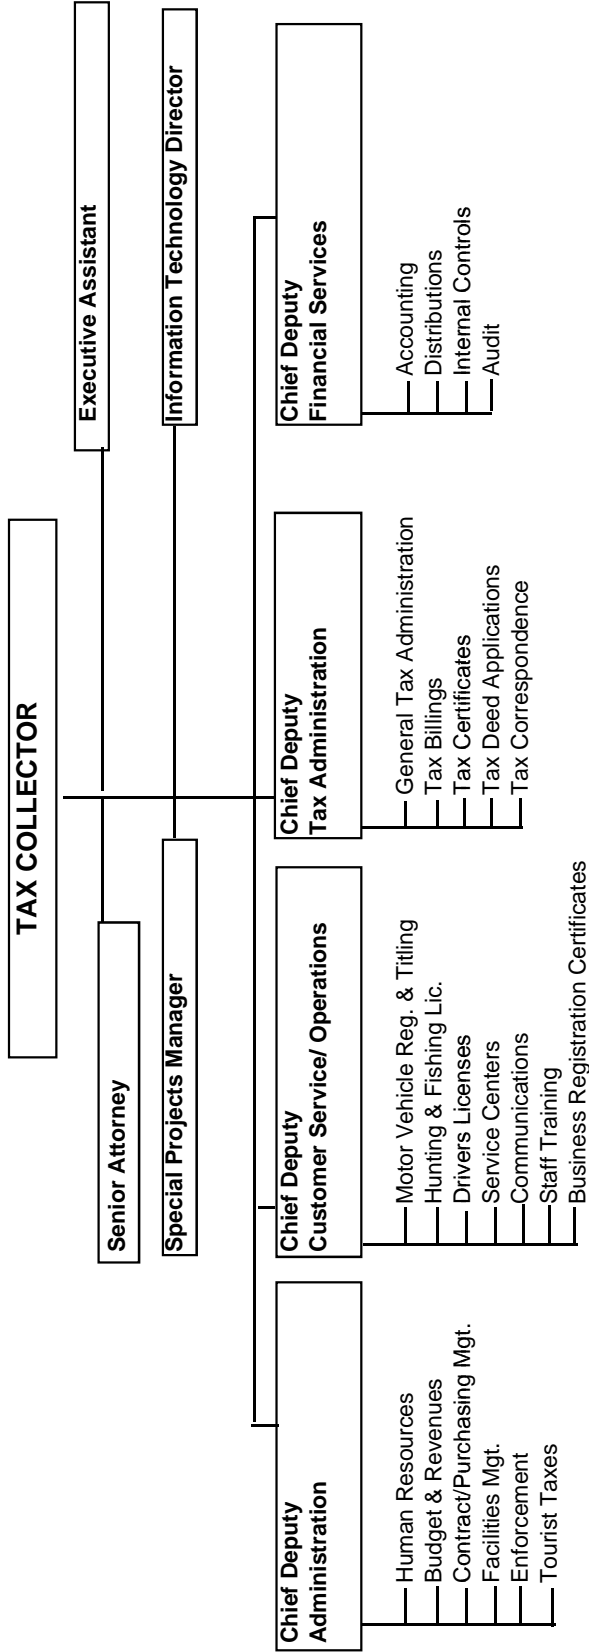 TAX COLLECTOR
Executive Assistant
Senior Attorney
Special Projects Manager
Information Technology Director
Chief Deputy
Administration
Human Resources
Budget & Revenues
Contract/Purchasing Mgt.
Facilities Mgt.
Enforcement
Tourist Taxes
Chief Deputy
Customer Service/ Operations
Motor Vehicle Reg. & Titling
Hunting & Fishing Lic.
Drivers Licenses
Service Centers
Communications
Staff Training
Business Registration Certificates
Chief Deputy
Tax Administration
General Tax Administration
Tax Billings
Tax Certificates
Tax Deed Applications
Tax Correspondence
Chief Deputy
Financial Services
Accounting
Distributions
Internal Controls
Audit